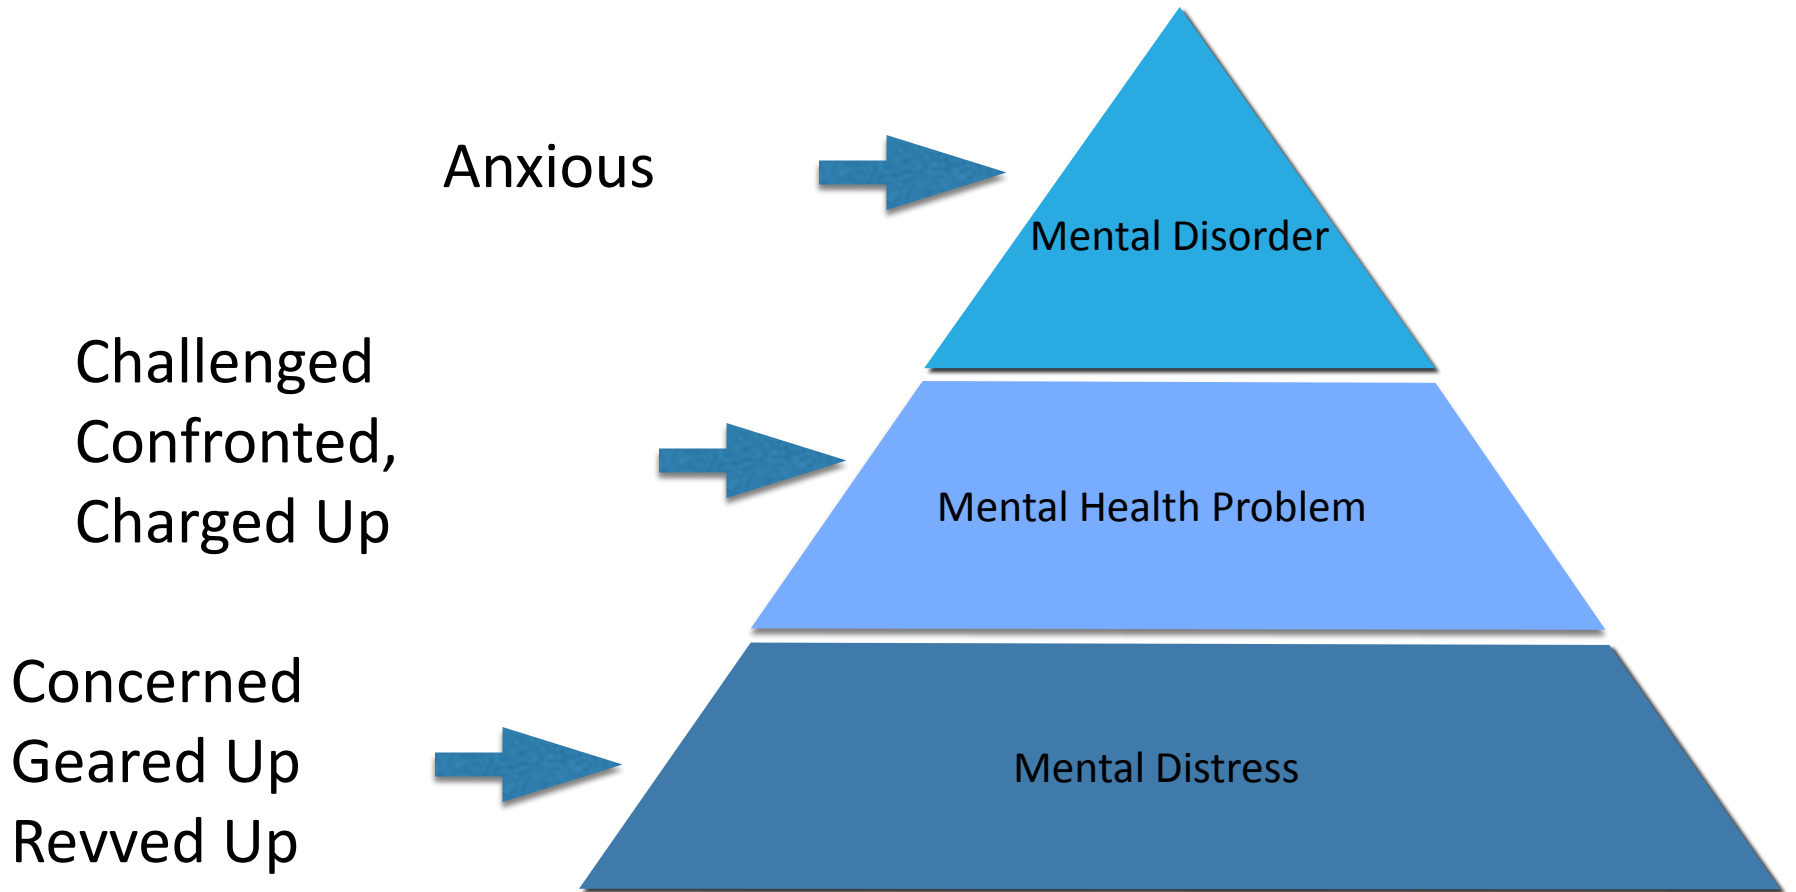 Anxious
Mental Disorder
Challenged
Confronted,
Charged Up
Mental Health Problem
Concerned
Geared Up
Revved Up
Mental Distress